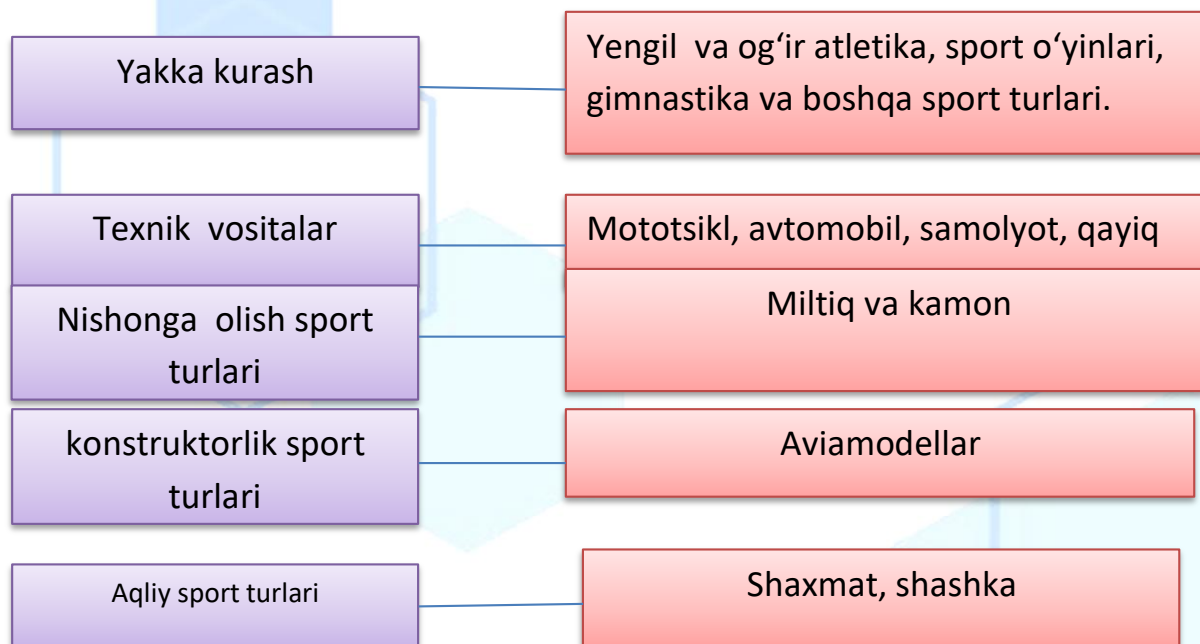 Yakka kurash
Yengil va og‘ir atletika, sport o‘yinlari,
gimnastika va boshqa sport turlari.
Texnik vositalar
Mototsikl, avtomobil, samolyot, qayiq
Nishonga olish sport
turlari
Miltiq va kamon
konstruktorlik sport
turlari
Aviamodellar
Aqliy sport turlari
Shaxmat, shashka